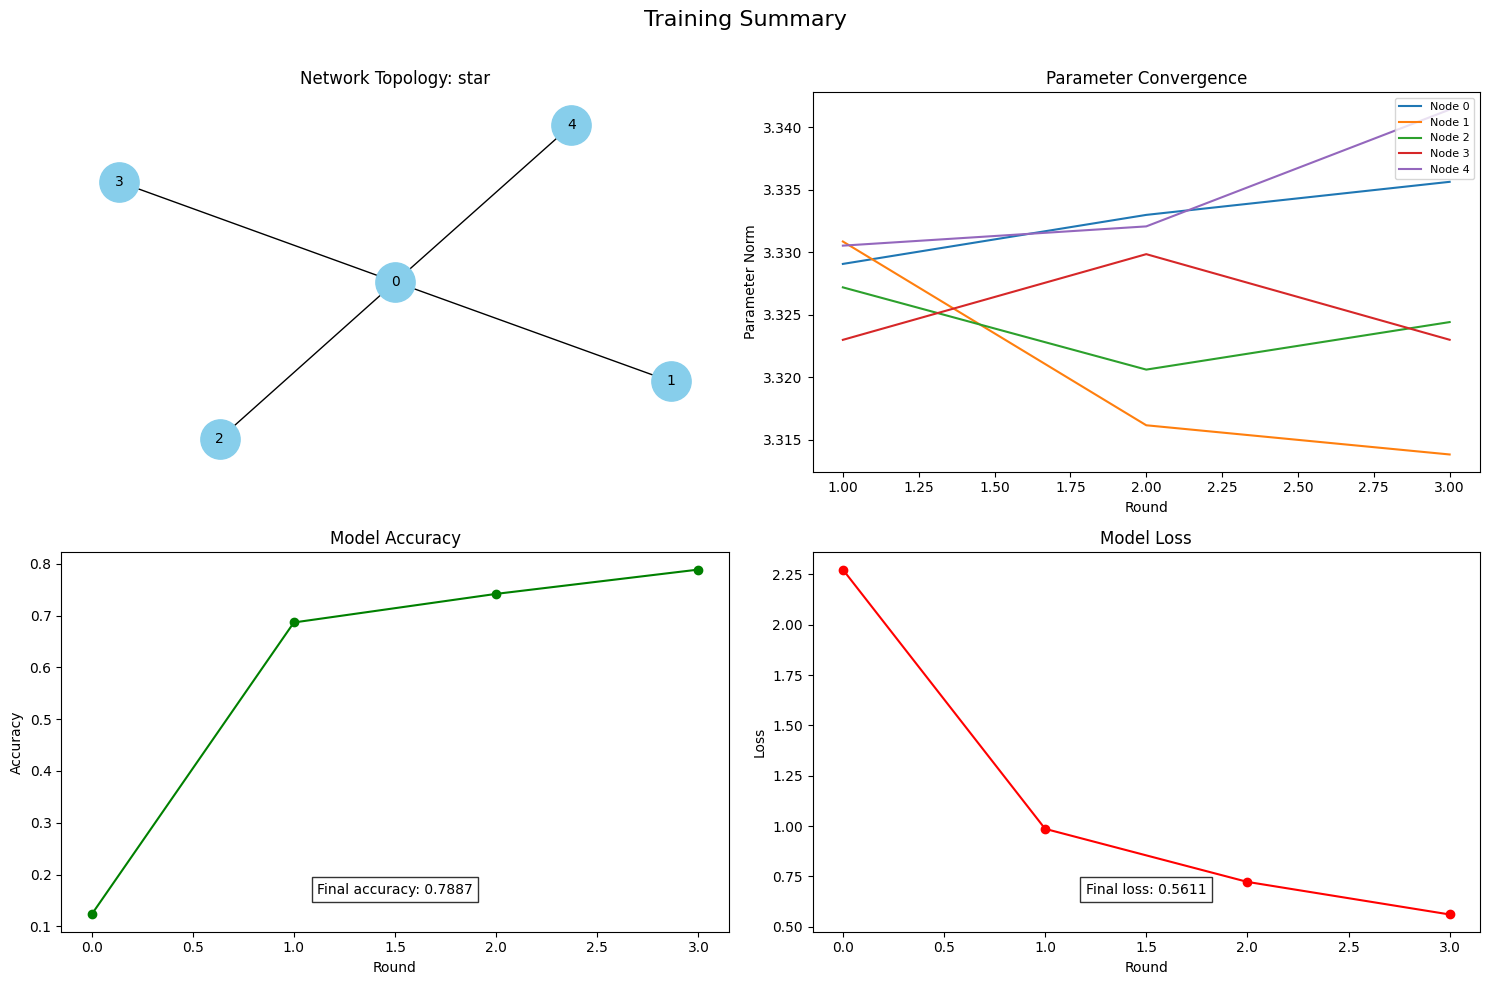 Training Summary
Network Topology: star
4
3
0
1
2
Parameter Convergence
Node 0
Node 1
Node 2
Node 3
Node 4
Parameter Norm
3.340
3.335
3.330
3.325
3.320
3.315
1.00 1.25 1.50 1.75 2.00 2.25 2.50 2.75 3.00
Round
Model Accuracy
Accuracy
0.8
0.7
0.6
0.5
0.4
0.3
0.2
0.1
Final accuracy: 0.7887
0.0 0.5 1.0 1.5 2.0 2.5 3.0
Round
Model Loss
Loss
2.25
2.00
1.75
1.50
1.25
1.00
0.75
0.50
Final loss: 0.5611
0.0 0.5 1.0 1.5 2.0 2.5 3.0
Round